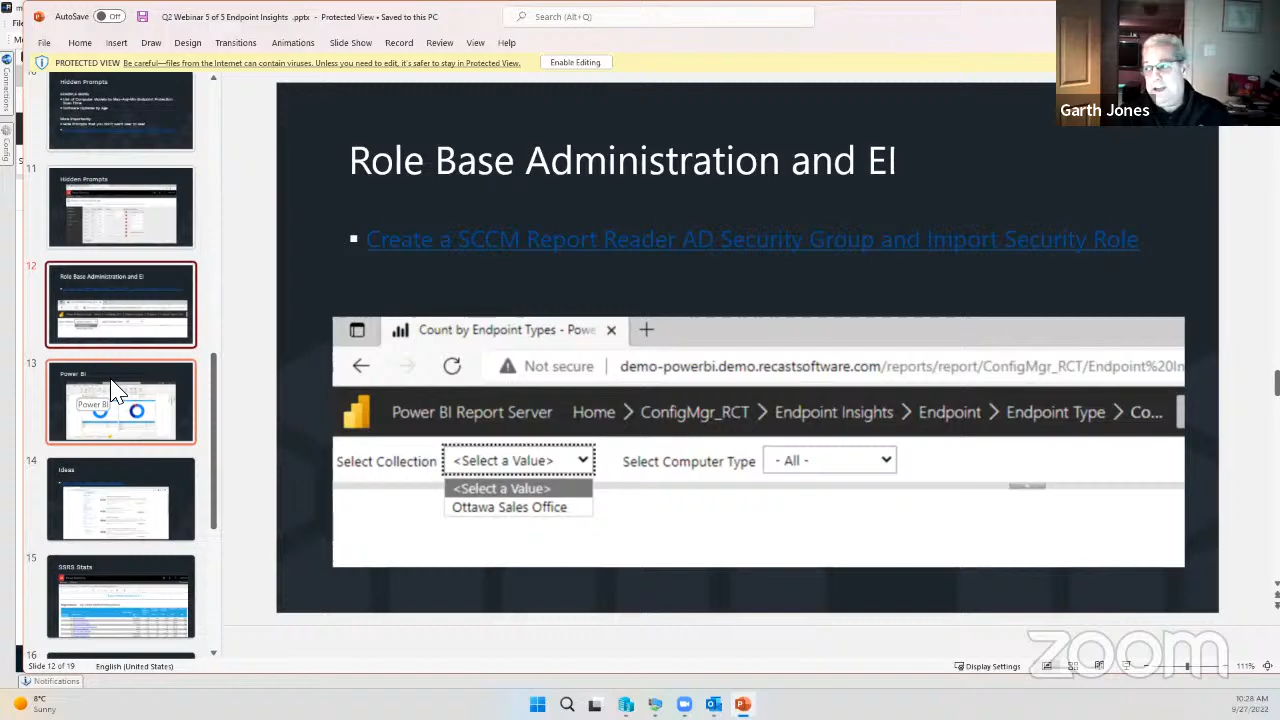 AutoSave Off Q2 Webinar 5 of 5 Endpoint Insights .pptx - Protected View • Saved to this PC Search (Alt+Q)
File Home Insert Draw Design Transitions Animations Slide Show Record Review View Help
PROTECTED VIEW Be careful—files from the Internet can contain viruses. Unless you need to edit, it's safer to stay in Protected View. Enable Editing
Garth Jones
Connections
Config
Hidden Prompts
11
Hidden Prompts
12
Role Base Administration and EI
13
Power BI
Power BI
14
Ideas
15
SSRS Stats
16
Role Base Administration and EI
Create a SCCM Report Reader AD Security Group and Import Security Role
Count by Endpoint Types - Powe
Not secure demo-powerbi.demo.recastsoftware.com/reports/report/ConfigMgr_RCT/Endpoint%20In
Power BI Report Server Home > ConfigMgr_RCT > Endpoint Insights > Endpoint > Endpoint Type > Co...
Select Collection <Select a Value> Select Computer Type - All -
<Select a Value>
Ottawa Sales Office
zoom
Slide 12 of 19 English (United States) Display Settings 111%
Notifications
8°C
Sunny
10:28 AM
9/27/2022